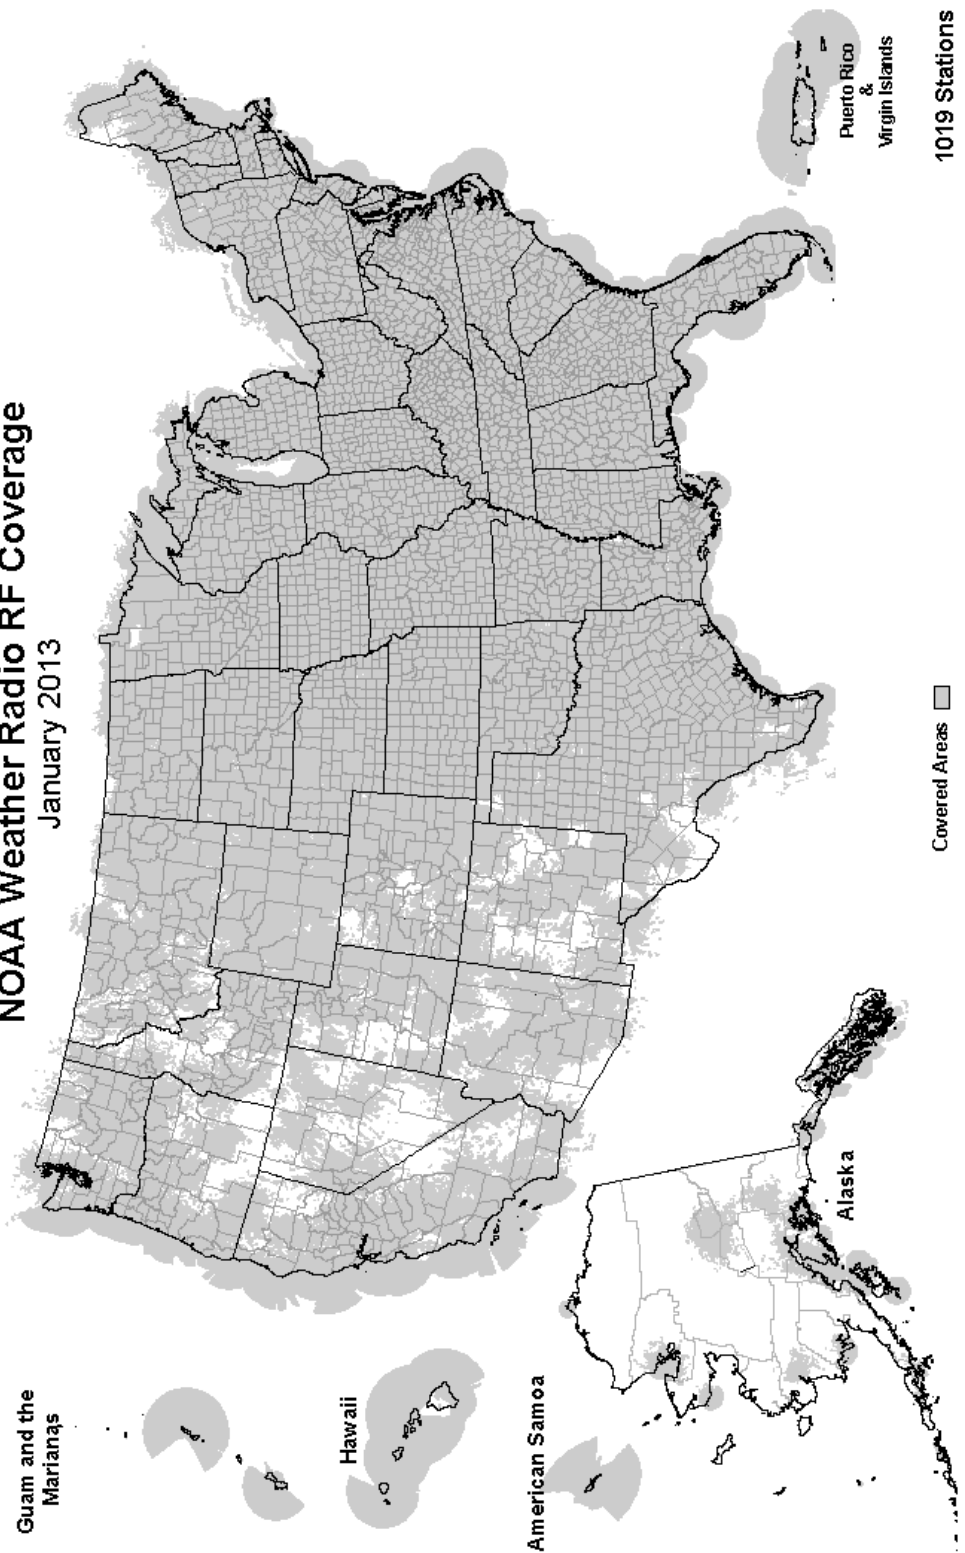 NOAA Weather Radio RF Coverage
January 2013
Guam and the
Marianas
Hawaii
American Samoa
Alaska
Covered Areas
Puerto Rico
&
Virgin Islands
1019 Stations